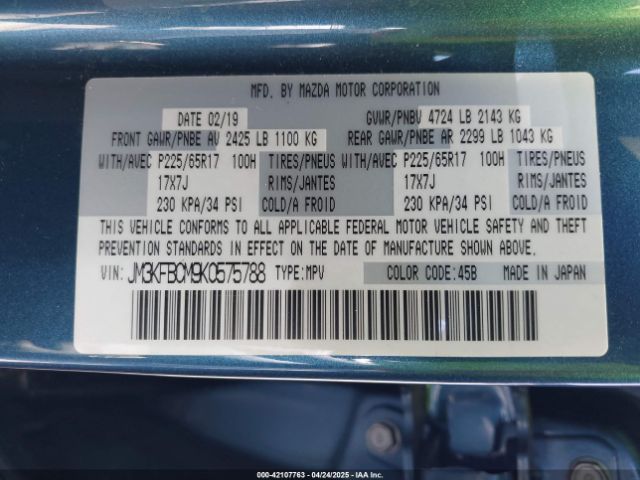 MFD. BY MAZDA MOTOR CORPORATION
DATE 02/19 GVWR/PNBV 4724 LB 2143 KG
FRONT GAWR/PNBE AV 2425 LB 1100 KG REAR GAWR/PNBE AR 2299 LB 1043 KG
WITH/AVEC P225/65R17 100H TIRES/PNEUS WITH/AVEC P225/65R17 100H TIRES/PNEUS
17X7J RIMS/JANTES 17X7J RIMS/JANTES
230 KPA/34 PSI COLD/A FROID 230 KPA/34 PSI COLD/A FROID
THIS VEHICLE CONFORMS TO ALL APPLICABLE FEDERAL MOTOR VEHICLE SAFETY AND THEFT
PREVENTION STANDARDS IN EFFECT ON THE DATE OF MANUFACTURE SHOWN ABOVE.
VIN: JM3KFBCM9K0575788 TYPE:MPV COLOR CODE:45B MADE IN JAPAN
000-42107763 - 04/24/2025 - IAA Inc.